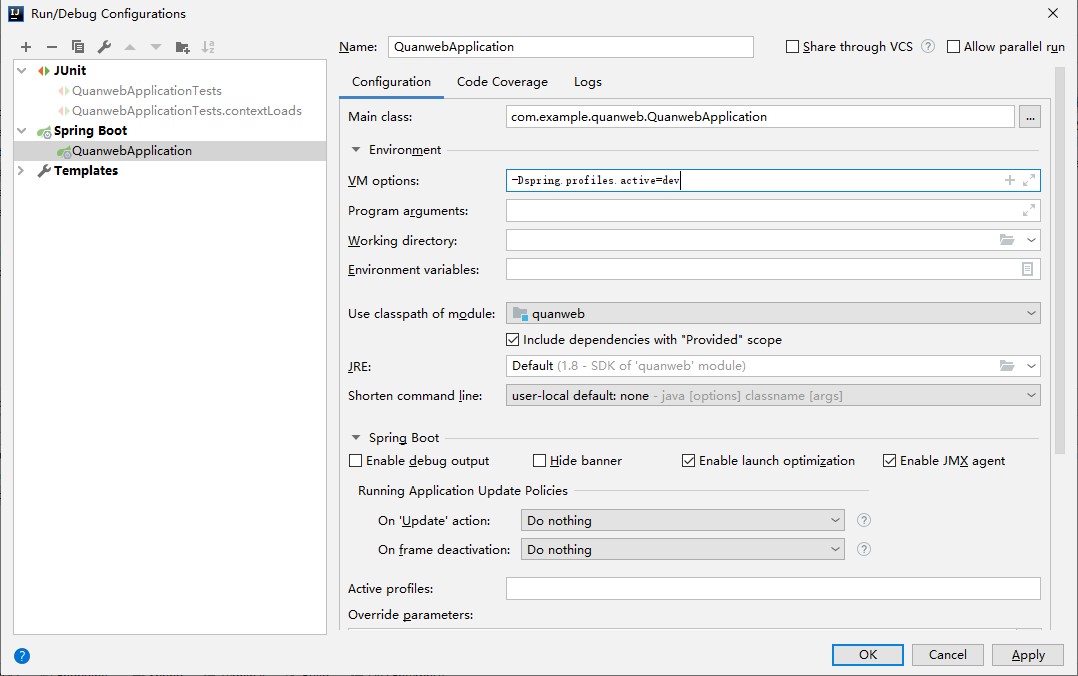 Run/Debug Configurations
Name: QuanwebApplication Share through VCS ? Allow parallel run
JUnit
QuanwebApplicationTests
QuanwebApplicationTests.contextLoads
Spring Boot
QuanwebApplication
Templates
Configuration Code Coverage Logs
Main class: com.example.quanweb.QuanwebApplication ...
Environment
VM options: -Dspring.profiles.active=dev
Program arguments:
Working directory:
Environment variables:
Use classpath of module: quanweb
Include dependencies with "Provided" scope
JRE: Default (1.8 - SDK of 'quanweb' module)
Shorten command line: user-local default: none - java [options] classname [args]
Spring Boot
Enable debug output Hide banner Enable launch optimization Enable JMX agent
Running Application Update Policies
On 'Update' action: Do nothing ?
On frame deactivation: Do nothing ?
Active profiles:
Override parameters:
? OK Cancel Apply